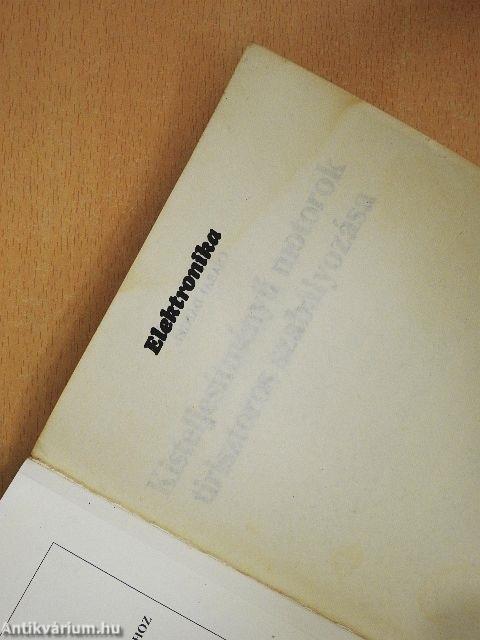 Elektronika
Kisteljesítményű motorok
tirisztoros szabályozása
HOZ
Antikvárium.hu